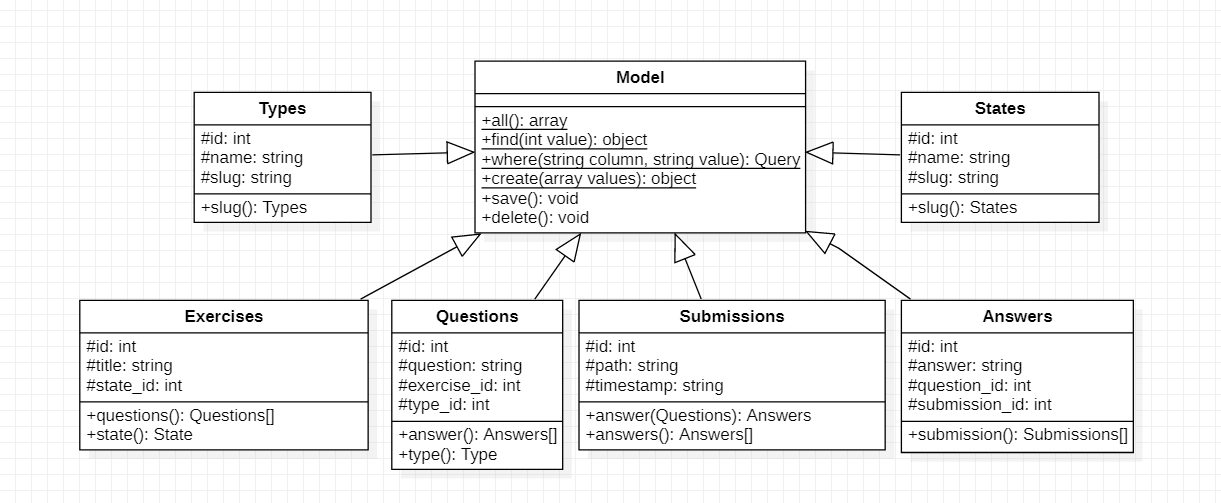 Model
+all(): array
+find(int value): object
+where(string column, string value): Query
+create(array values): object
+save(): void
+delete(): void
Types
#id: int
#name: string
#slug: string
+slug(): Types
States
#id: int
#name: string
#slug: string
+slug(): States
Exercises
#id: int
#title: string
#state_id: int
+questions(): Questions[]
+state(): State
Questions
#id: int
#question: string
#exercise_id: int
#type_id: int
+answer(): Answers[]
+type(): Type
Submissions
#id: int
#path: string
#timestamp: string
+answer(Questions): Answers
+answers(): Answers[]
Answers
#id: int
#answer: string
#question_id: int
#submission_id: int
+submission(): Submissions[]